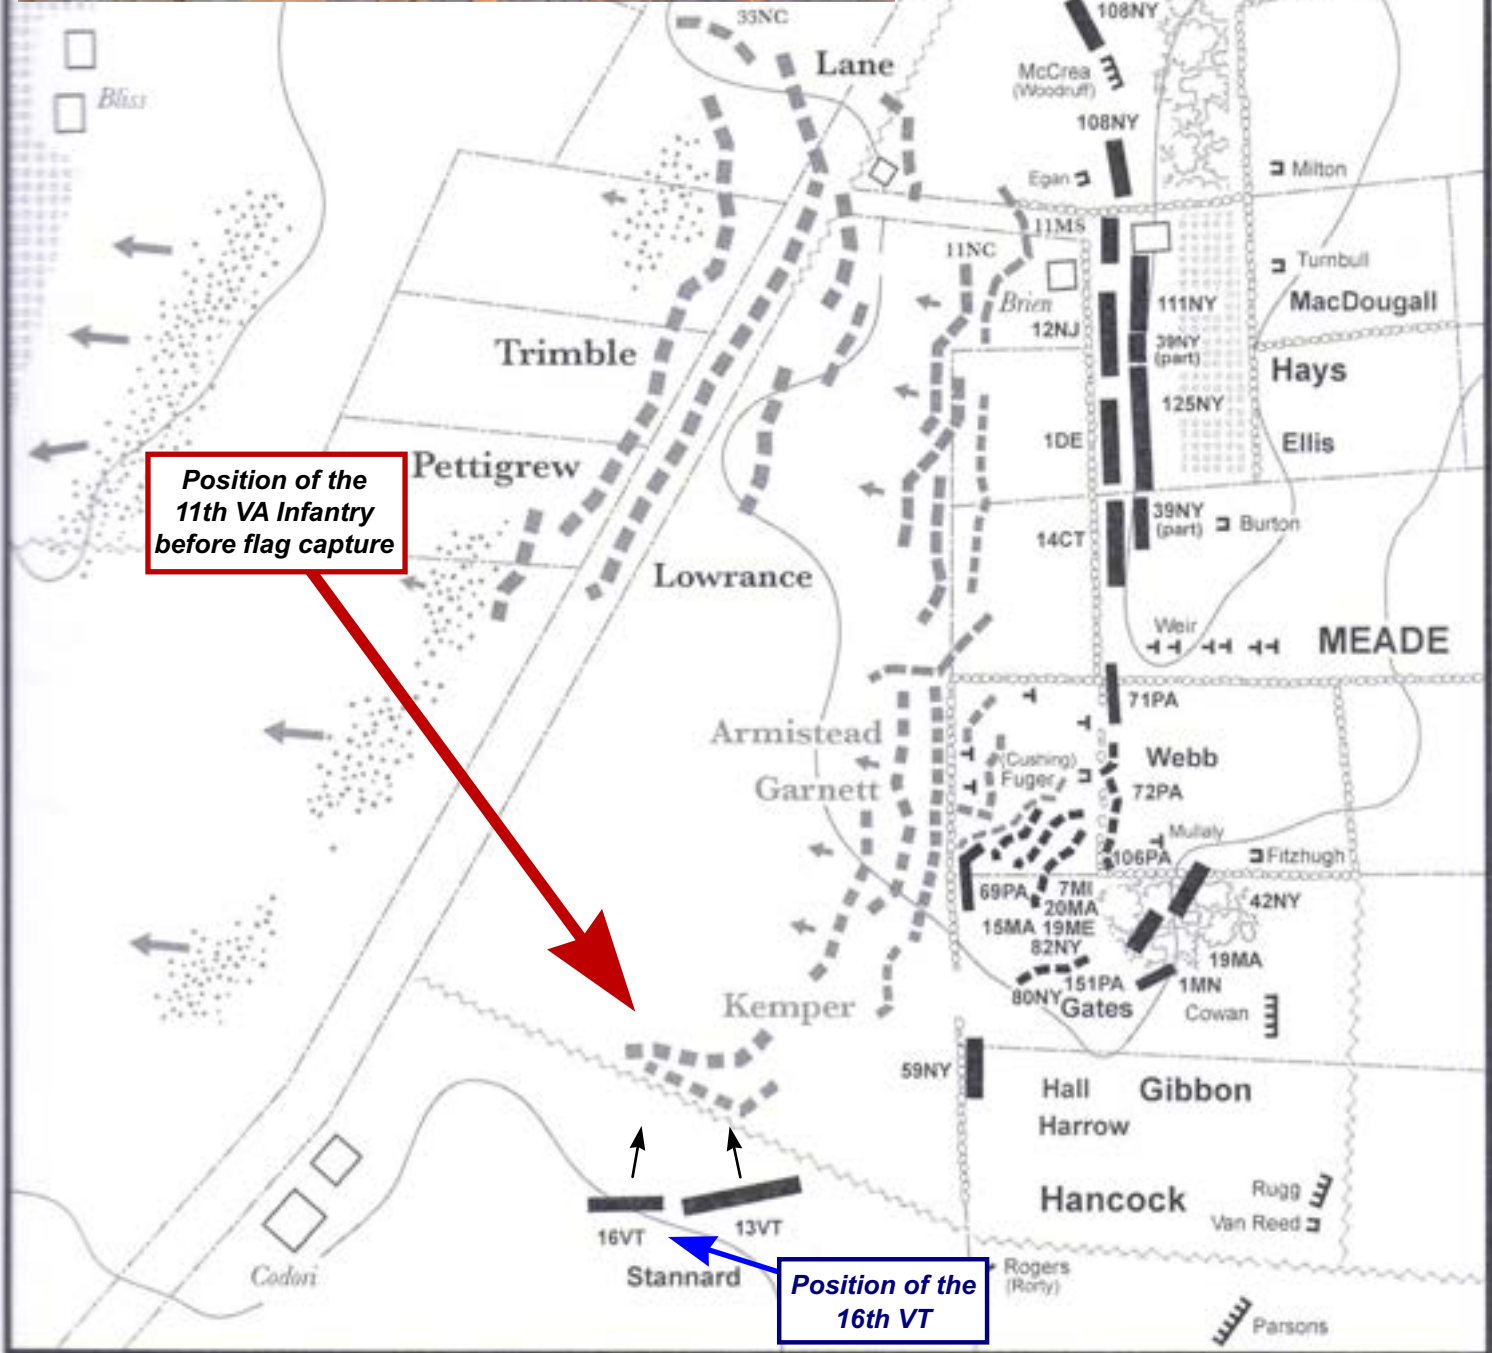 33NC
108NY
Lane
McCrea
(Woodruff)
Bliss
108NY
Egan
Milton
11MS
11NC
Turnbull
Brien
111NY
MacDougall
12NJ
39NY
(part)
Trimble
Hays
125NY
1DE
Ellis
Pettigrew
Position of the
11th VA Infantry
before flag capture
39NY
(part)
Burton
14CT
Lowrance
Weir
MEADE
71PA
Armistead
Webb
(Cushing)
Fuger
Garnett
72PA
Mullaly
106PA
Fitzhugh
69PA
7MI
20MA
42NY
15MA
19ME
82NY
19MA
151PA
1MN
80NY
Gates
Cowan
Kemper
59NY
Hall
Gibbon
Harrow
Hancock
Rugg
Van Reed
16VT
13VT
Stannard
Codori
Rogers
(Rorty)
Position of the
16th VT
Parsons